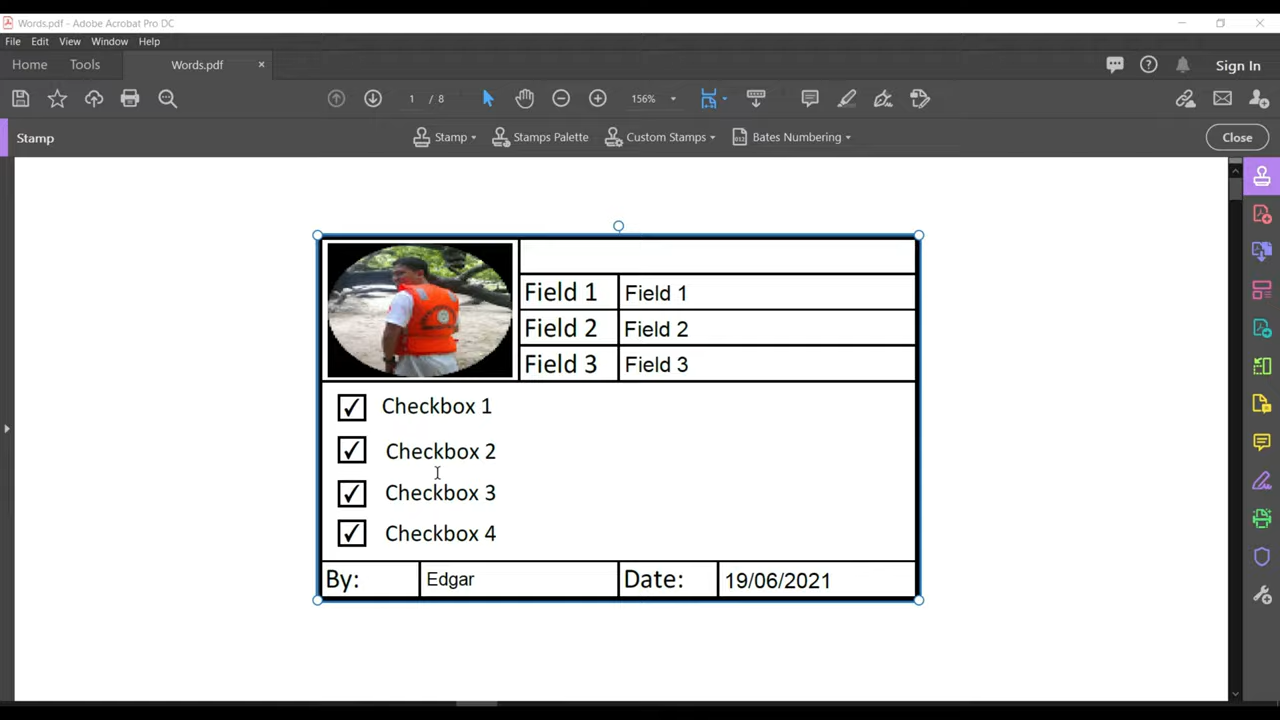 Words.pdf - Adobe Acrobat Pro DC
File Edit View Window Help
Home Tools Words.pdf × Sign In
1 / 8 156%
Stamp Stamp Stamps Palette Custom Stamps Bates Numbering Close
Field 1 Field 1
Field 2 Field 2
Field 3 Field 3
Checkbox 1
Checkbox 2
Checkbox 3
Checkbox 4
By: Edgar Date: 19/06/2021